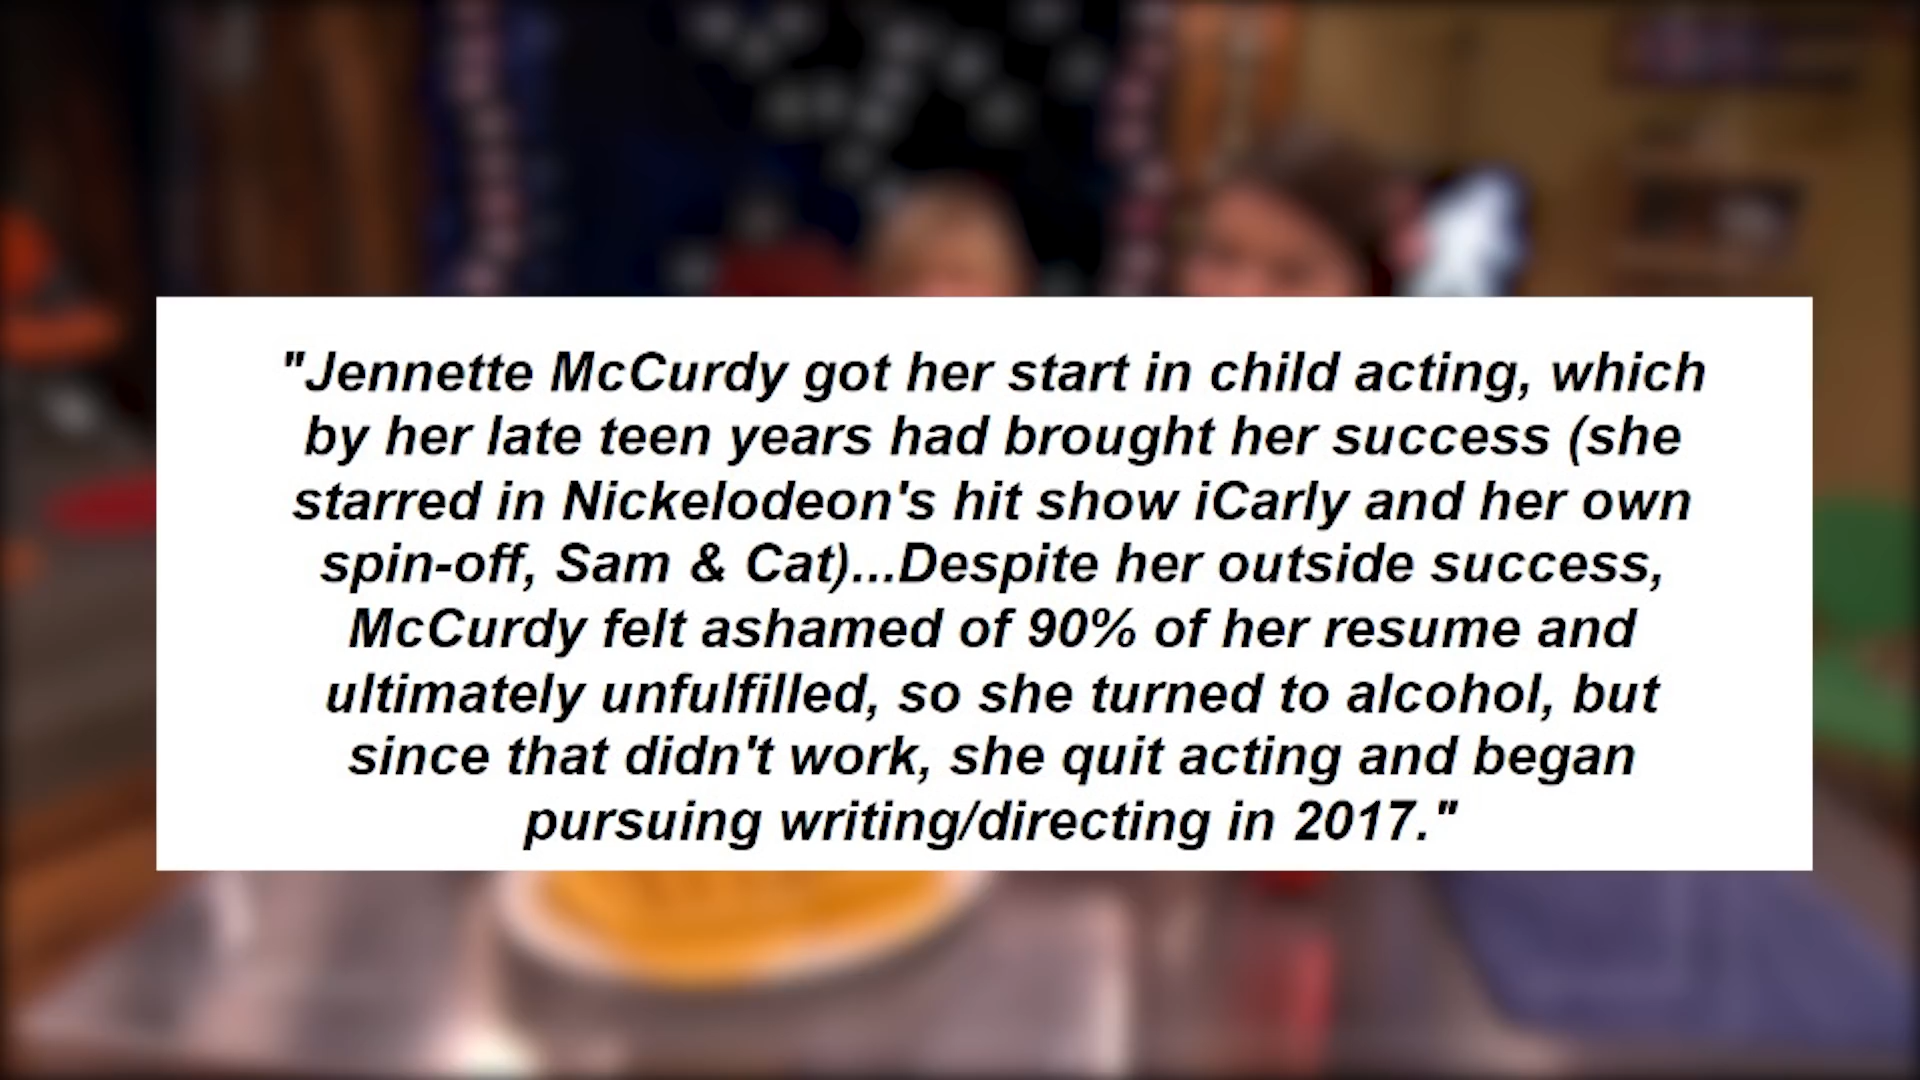 "Jennette McCurdy got her start in child acting, which
by her late teen years had brought her success (she
starred in Nickelodeon's hit show iCarly and her own
spin-off, Sam & Cat)...Despite her outside success,
McCurdy felt ashamed of 90% of her resume and
ultimately unfulfilled, so she turned to alcohol, but
since that didn't work, she quit acting and began
pursuing writing/directing in 2017."